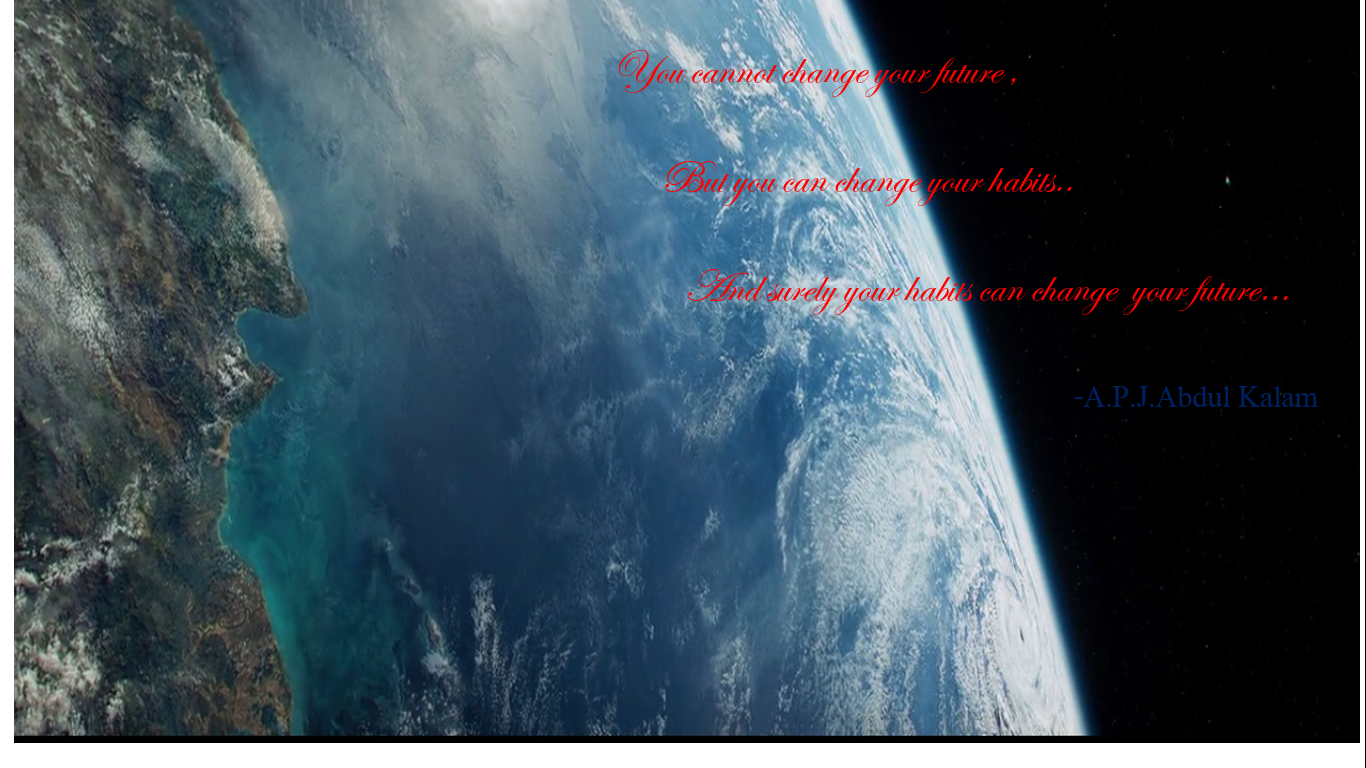 You cannot change your future ,
But you can change your habits..
And surely your habits can change  your future...
-A.P.J.Abdul Kalam